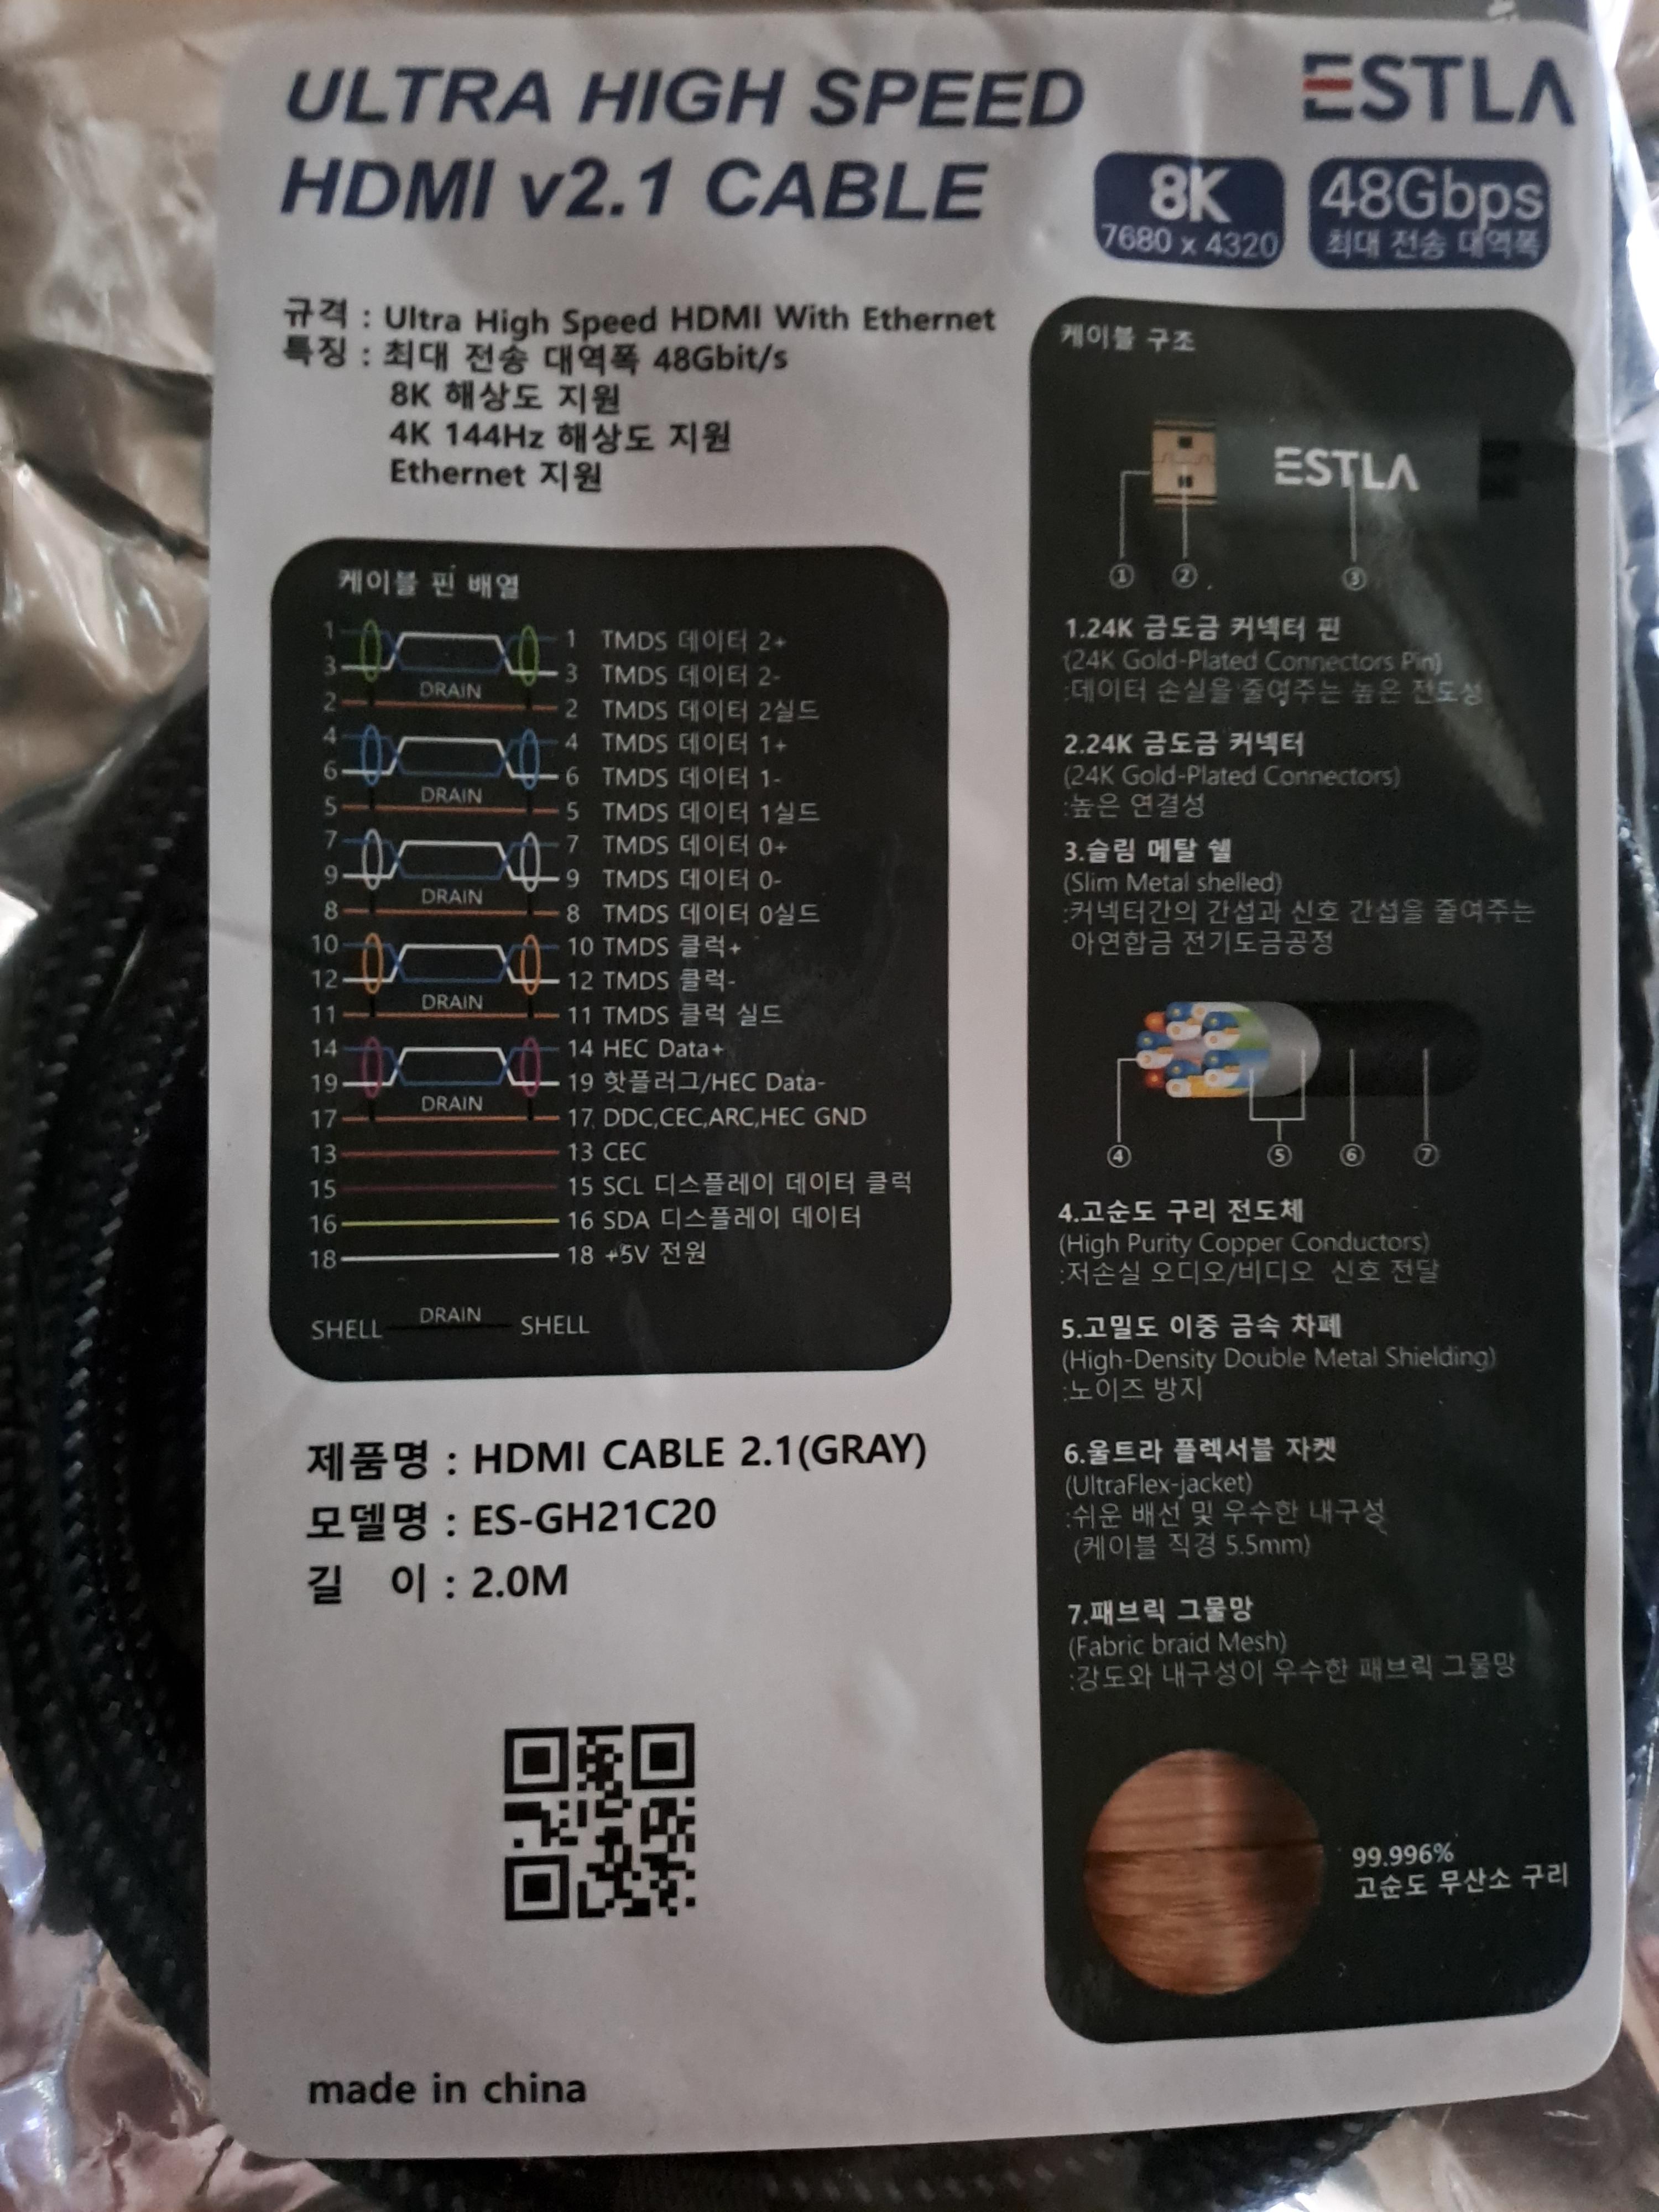 ULTRA HIGH SPEED
HDMI v2.1 CABLE
ESTLA
8K
7680 x 4320
48Gbps
최대 전송 대역폭
규격 : Ultra High Speed HDMI With Ethernet
특징 : 최대 전송 대역폭 48Gbit/s
8K 해상도 지원
4K 144Hz 해상도 지원
Ethernet 지원
케이블 핀 배열
1 1 TMDS 데이터 2+
3 3 TMDS 데이터 2-
DRAIN
2 2 TMDS 데이터 2실드
4 4 TMDS 데이터 1+
6 6 TMDS 데이터 1-
DRAIN
5 5 TMDS 데이터 1실드
7 7 TMDS 데이터 0+
9 9 TMDS 데이터 0-
DRAIN
8 8 TMDS 데이터 0실드
10 10 TMDS 클럭+
12 12 TMDS 클럭-
DRAIN
11 11 TMDS 클럭 실드
14 14 HEC Data+
19 19 핫플러그/HEC Data-
DRAIN
17 17 DDC,CEC,ARC,HEC GND
13 13 CEC
15 15 SCL 디스플레이 데이터 클럭
16 16 SDA 디스플레이 데이터
18 18 +5V 전원
SHELL DRAIN SHELL
제품명 : HDMI CABLE 2.1(GRAY)
모델명 : ES-GH21C20
길 이 : 2.0M
made in china
케이블 구조
ESTLA
① ② ③
1.24K 금도금 커넥터 핀
(24K Gold-Plated Connectors Pin)
:데이터 손실을 줄여주는 높은 전도성
2.24K 금도금 커넥터
(24K Gold-Plated Connectors)
:높은 연결성
3.슬림 메탈 쉘
(Slim Metal shelled)
:커넥터간의 간섭과 신호 간섭을 줄여주는
아연합금 전기도금공정
④ ⑤ ⑥ ⑦
4.고순도 구리 전도체
(High Purity Copper Conductors)
:저손실 오디오/비디오 신호 전달
5.고밀도 이중 금속 차폐
(High-Density Double Metal Shielding)
:노이즈 방지
6.울트라 플렉서블 자켓
(UltraFlex-jacket)
:쉬운 배선 및 우수한 내구성
(케이블 직경 5.5mm)
7.패브릭 그물망
(Fabric braid Mesh)
:강도와 내구성이 우수한 패브릭 그물망
99.996%
고순도 무산소 구리